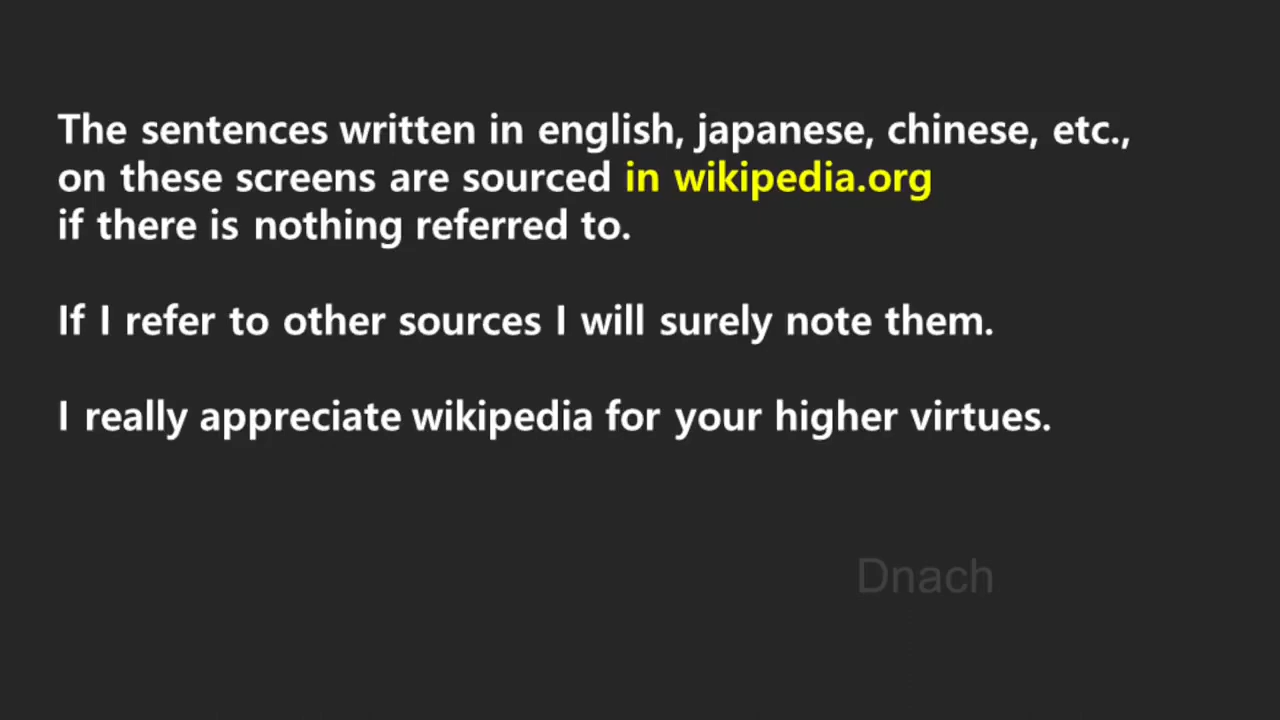 The sentences written in english, japanese, chinese, etc.,
on these screens are sourced in wikipedia.org
if there is nothing referred to.
If I refer to other sources I will surely note them.
I really appreciate wikipedia for your higher virtues.
Dnach